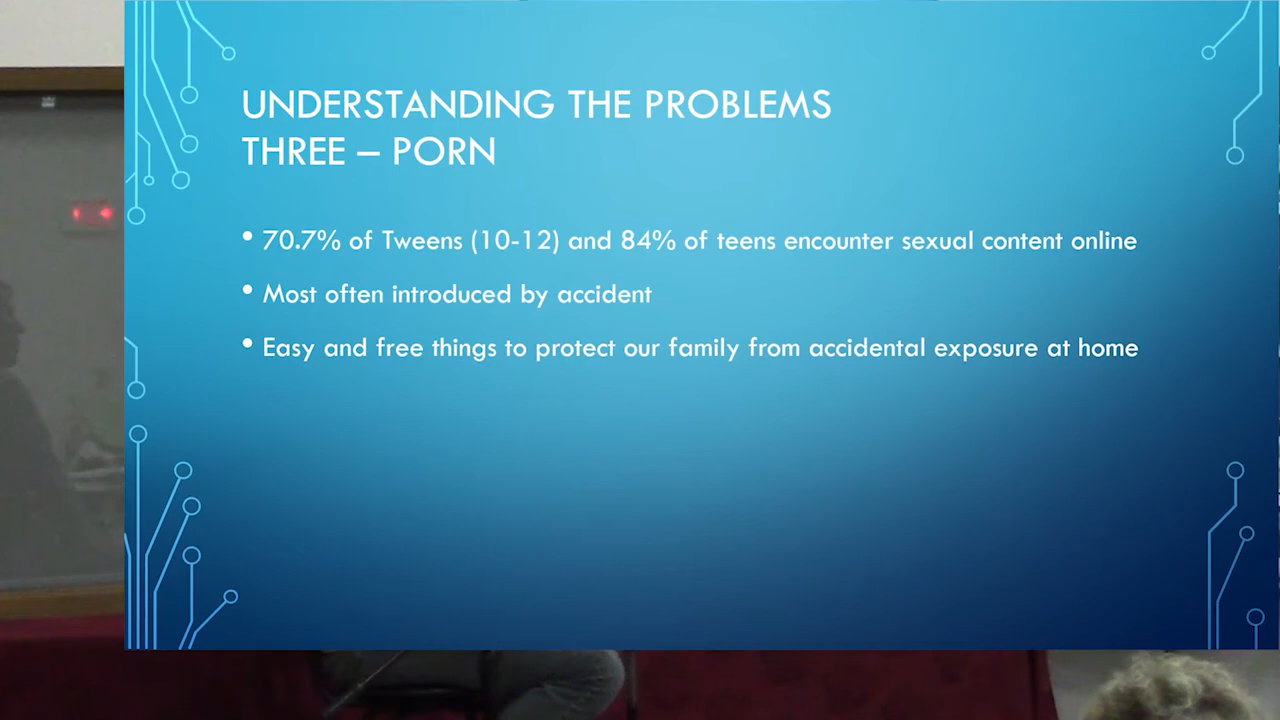 UNDERSTANDING THE PROBLEMS
THREE – PORN
• 70.7% of Tweens (10-12) and 84% of teens encounter sexual content online
• Most often introduced by accident
• Easy and free things to protect our family from accidental exposure at home